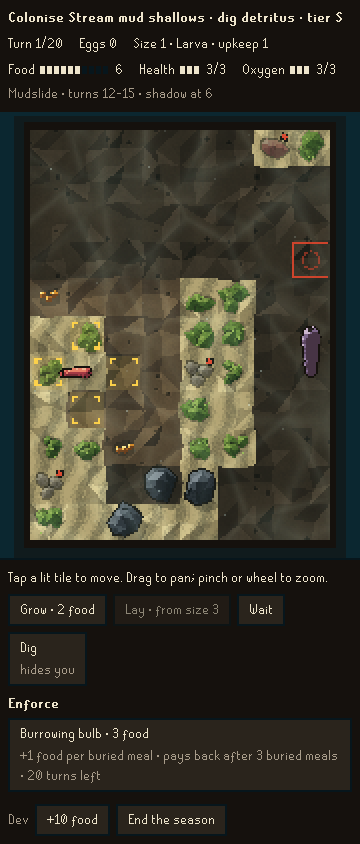 Colonise Stream mud shallows · dig detritus · tier S
Turn 1/20 Eggs 0 Size 1 · Larva · upkeep 1
Food 6 Health 3/3 Oxygen 3/3
Mudslide · turns 12-15 · shadow at 6
Tap a lit tile to move. Drag to pan; pinch or wheel to zoom.
Grow · 2 food Lay · from size 3 Wait
Dig
hides you
Enforce
Burrowing bulb · 3 food
+1 food per buried meal · pays back after 3 buried meals
· 20 turns left
Dev +10 food End the season